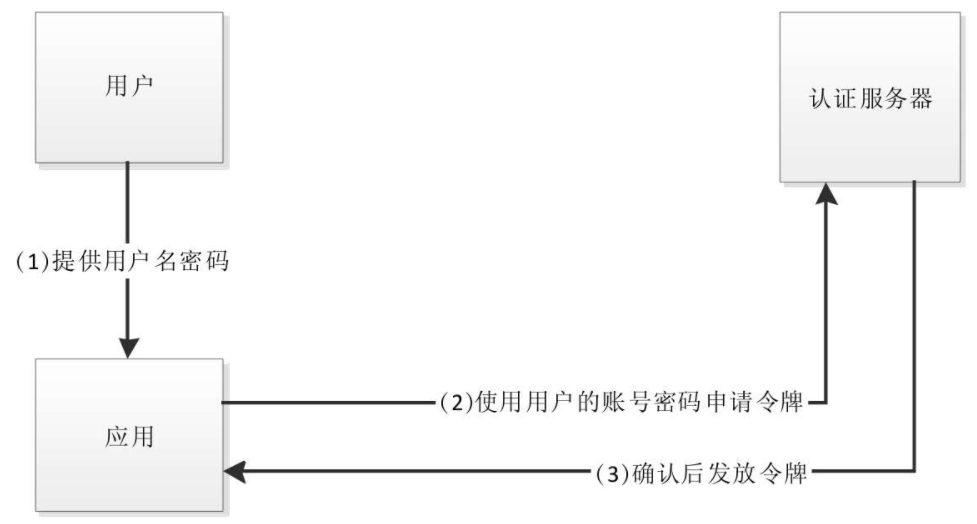 用户
认证服务器
(1)提供用户名密码
(2)使用用户的账号密码申请令牌
应用
(3)确认后发放令牌